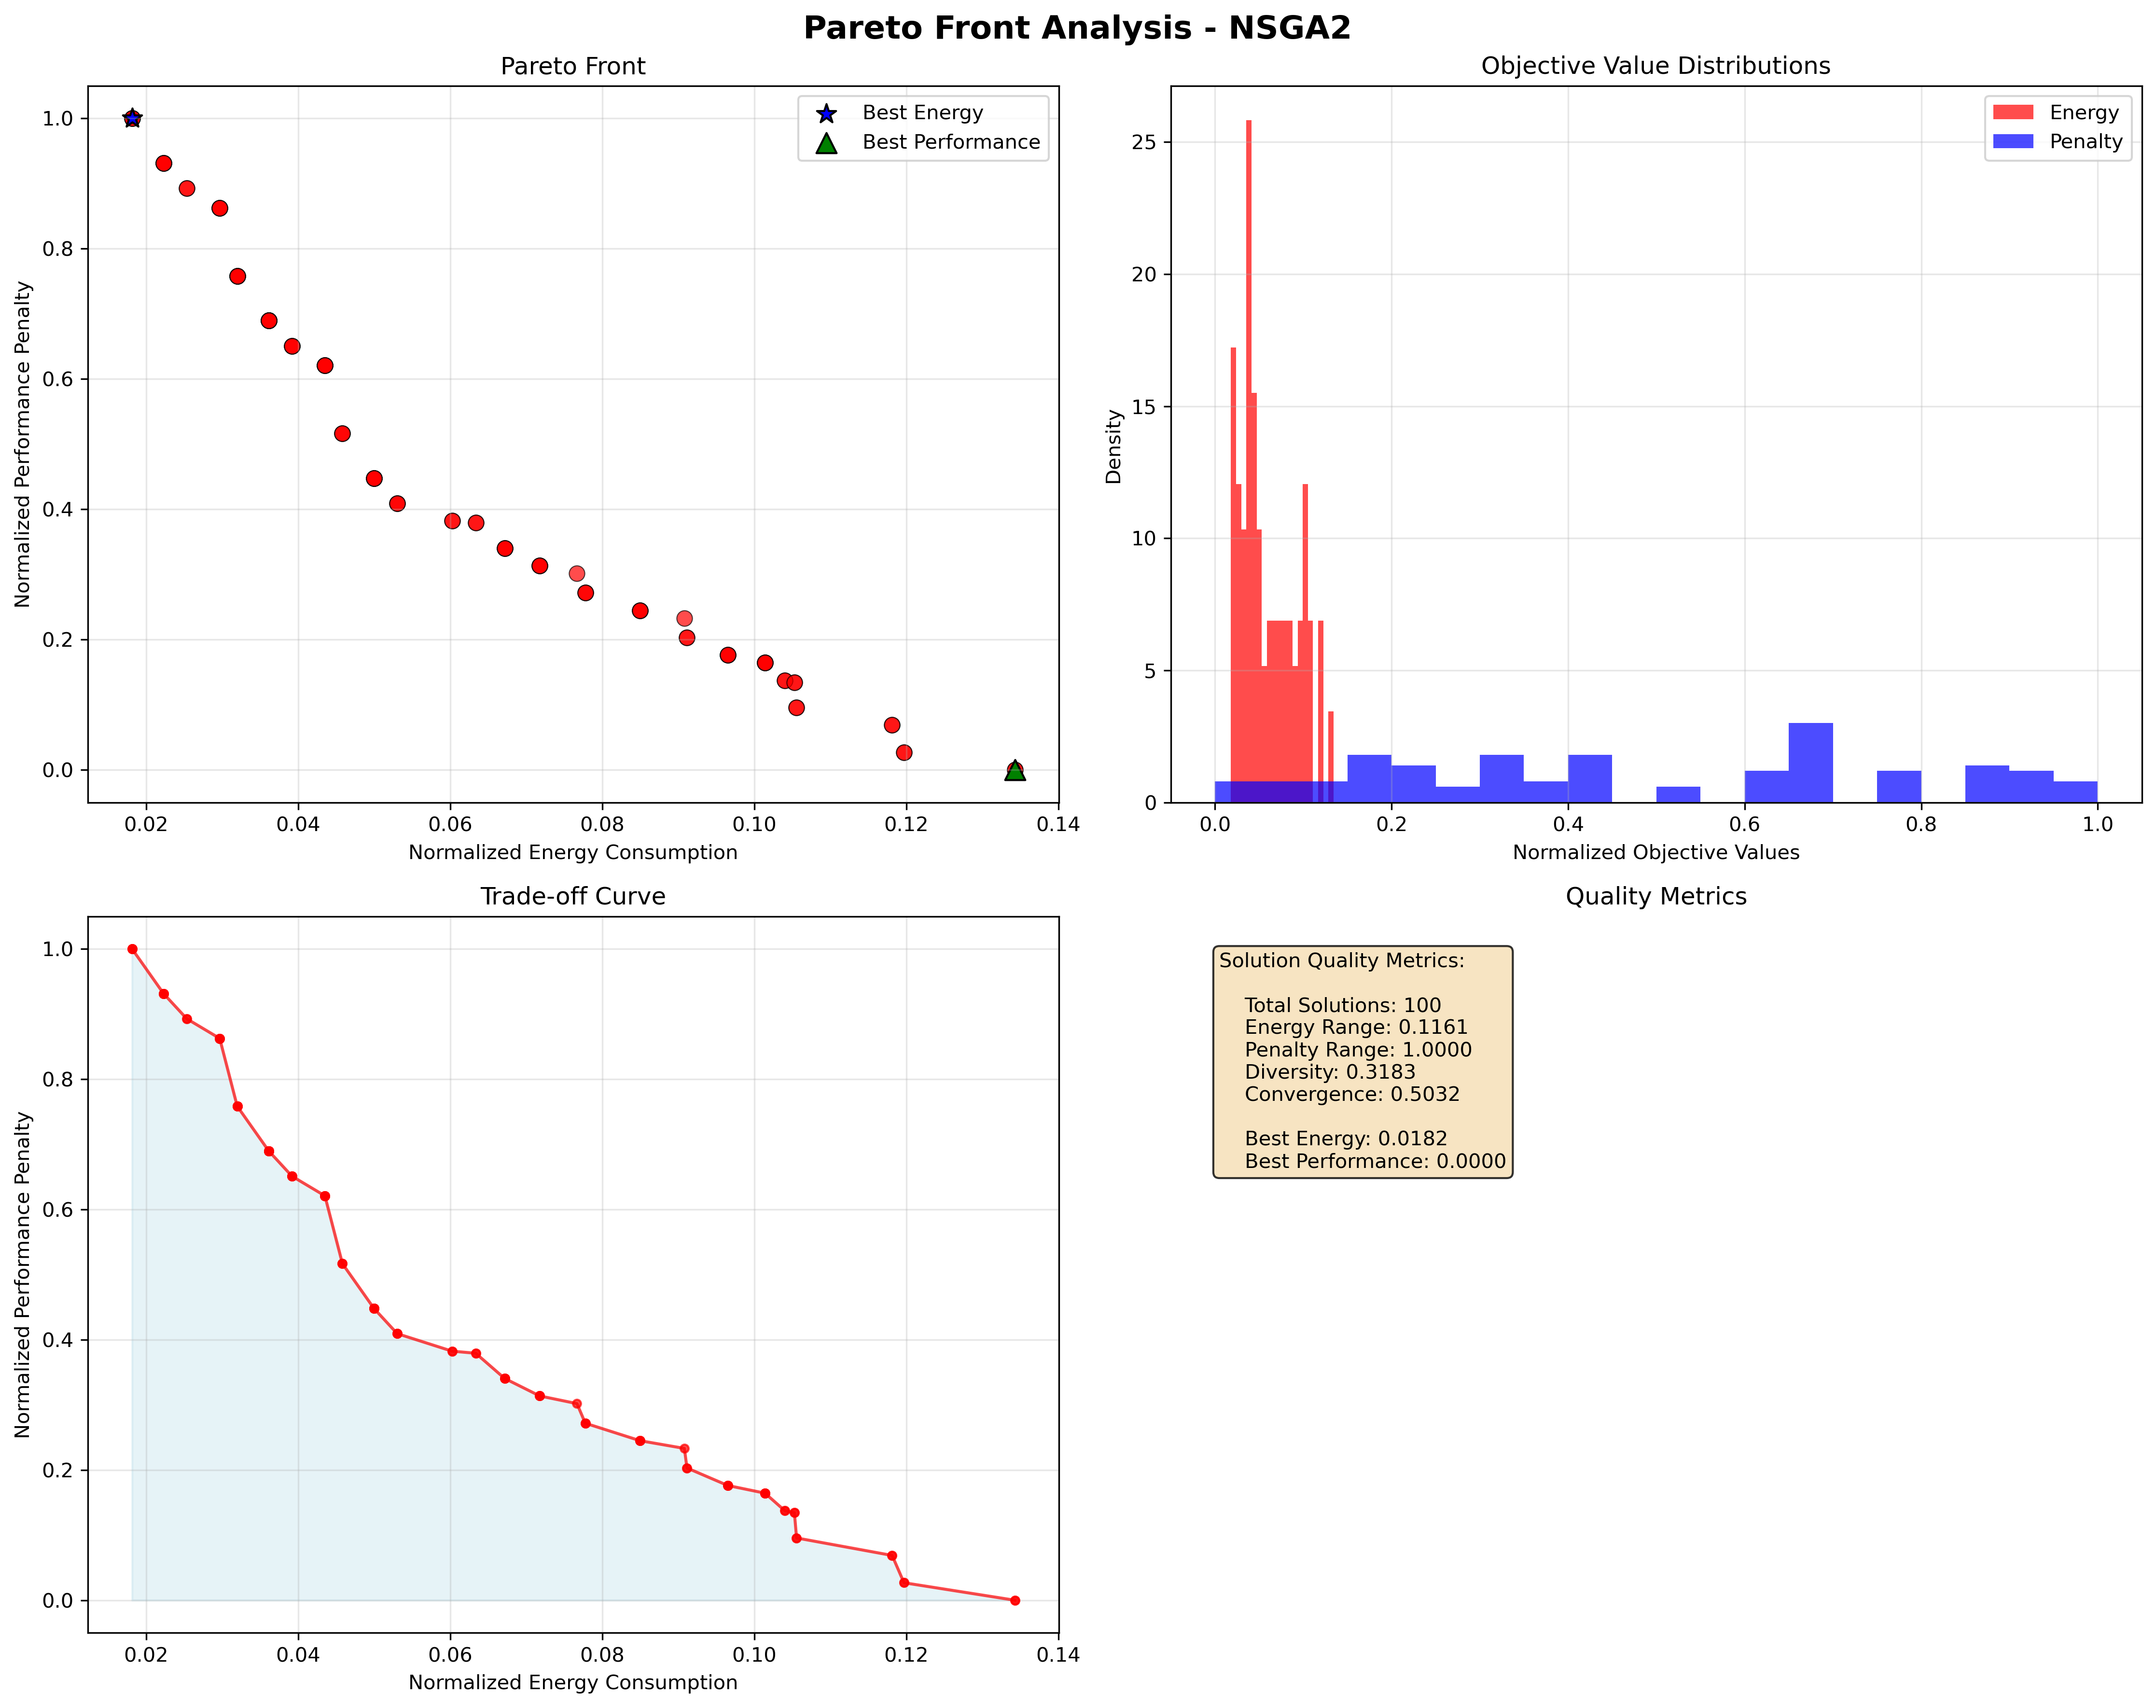 Pareto Front Analysis - NSGA2
Pareto Front
Best Energy
Best Performance
Normalized Performance Penalty
1.0
0.8
0.6
0.4
0.2
0.0
0.02 0.04 0.06 0.08 0.10 0.12 0.14
Normalized Energy Consumption
Objective Value Distributions
Energy
Penalty
Density
25
20
15
10
5
0
0.0 0.2 0.4 0.6 0.8 1.0
Normalized Objective Values
Trade-off Curve
Normalized Performance Penalty
1.0
0.8
0.6
0.4
0.2
0.0
0.02 0.04 0.06 0.08 0.10 0.12 0.14
Normalized Energy Consumption
Quality Metrics
Solution Quality Metrics:
Total Solutions: 100
Energy Range: 0.1161
Penalty Range: 1.0000
Diversity: 0.3183
Convergence: 0.5032
Best Energy: 0.0182
Best Performance: 0.0000